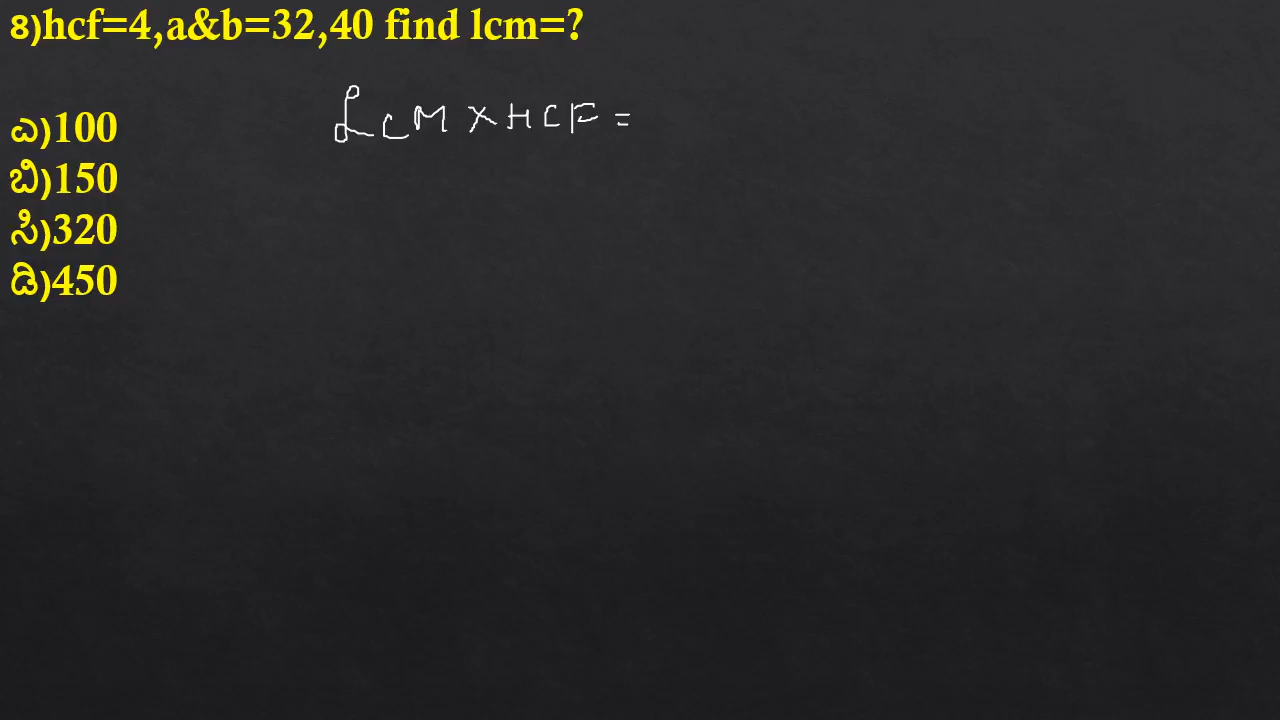 8)hcf=4,a&b=32,40 find lcm=?
LCM X HCF =
ಎ)100
ಬಿ)150
ಸಿ)320
ಡಿ)450